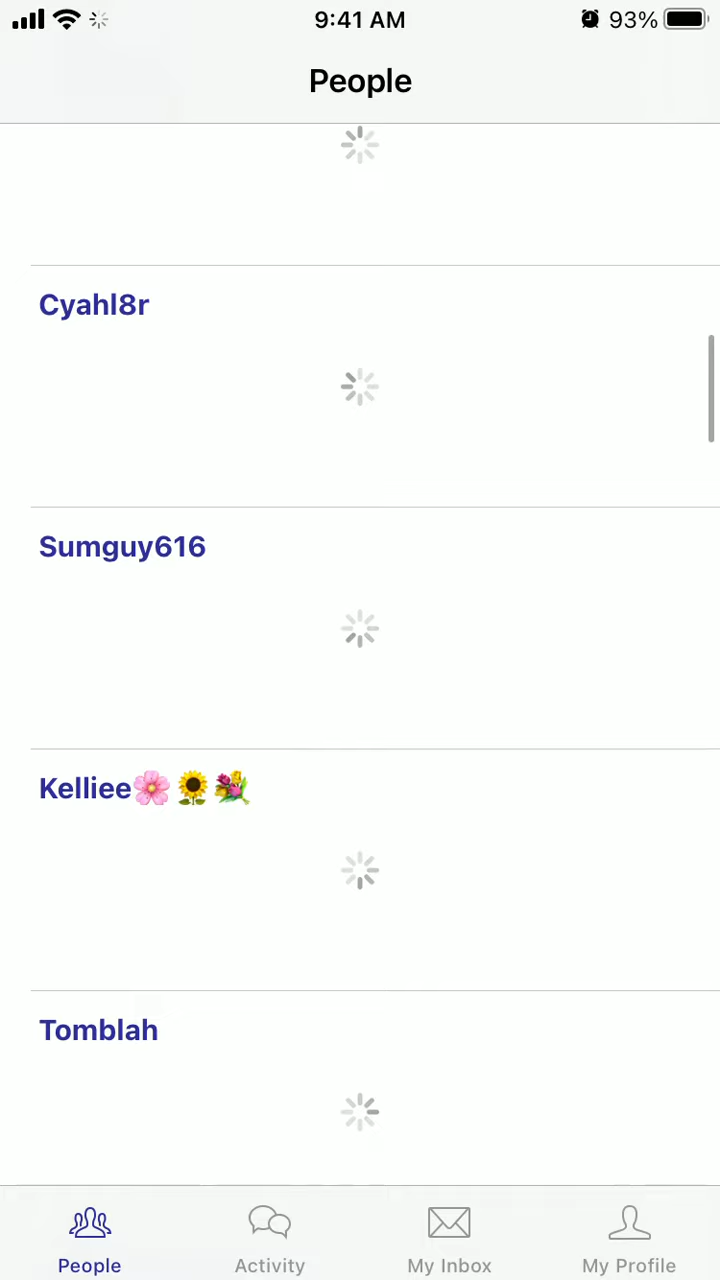 9:41 AM
93%
People
Cyahl8r
Sumguy616
Kelliee🌸🌻💐
Tomblah
People
Activity
My Inbox
My Profile